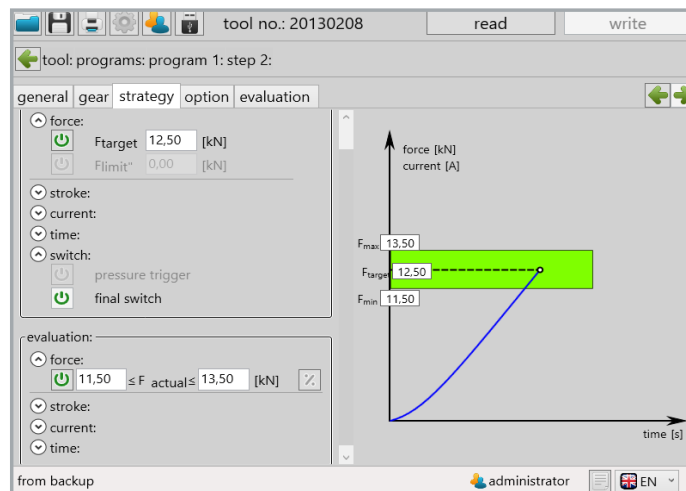 tool no.: 20130208 read write
tool: programs: program 1: step 2:
general gear strategy option evaluation
force:
Ftarget 12,50 [kN]
Flimit" 0,00 [kN]
stroke:
current:
time:
switch:
pressure trigger
final switch
evaluation:
force:
11,50 ≤ F actual ≤ 13,50 [kN] %
stroke:
current:
time:
force [kN]
current [A]
Fmax 13,50
Ftarget 12,50
Fmin 11,50
time [s]
from backup administrator EN